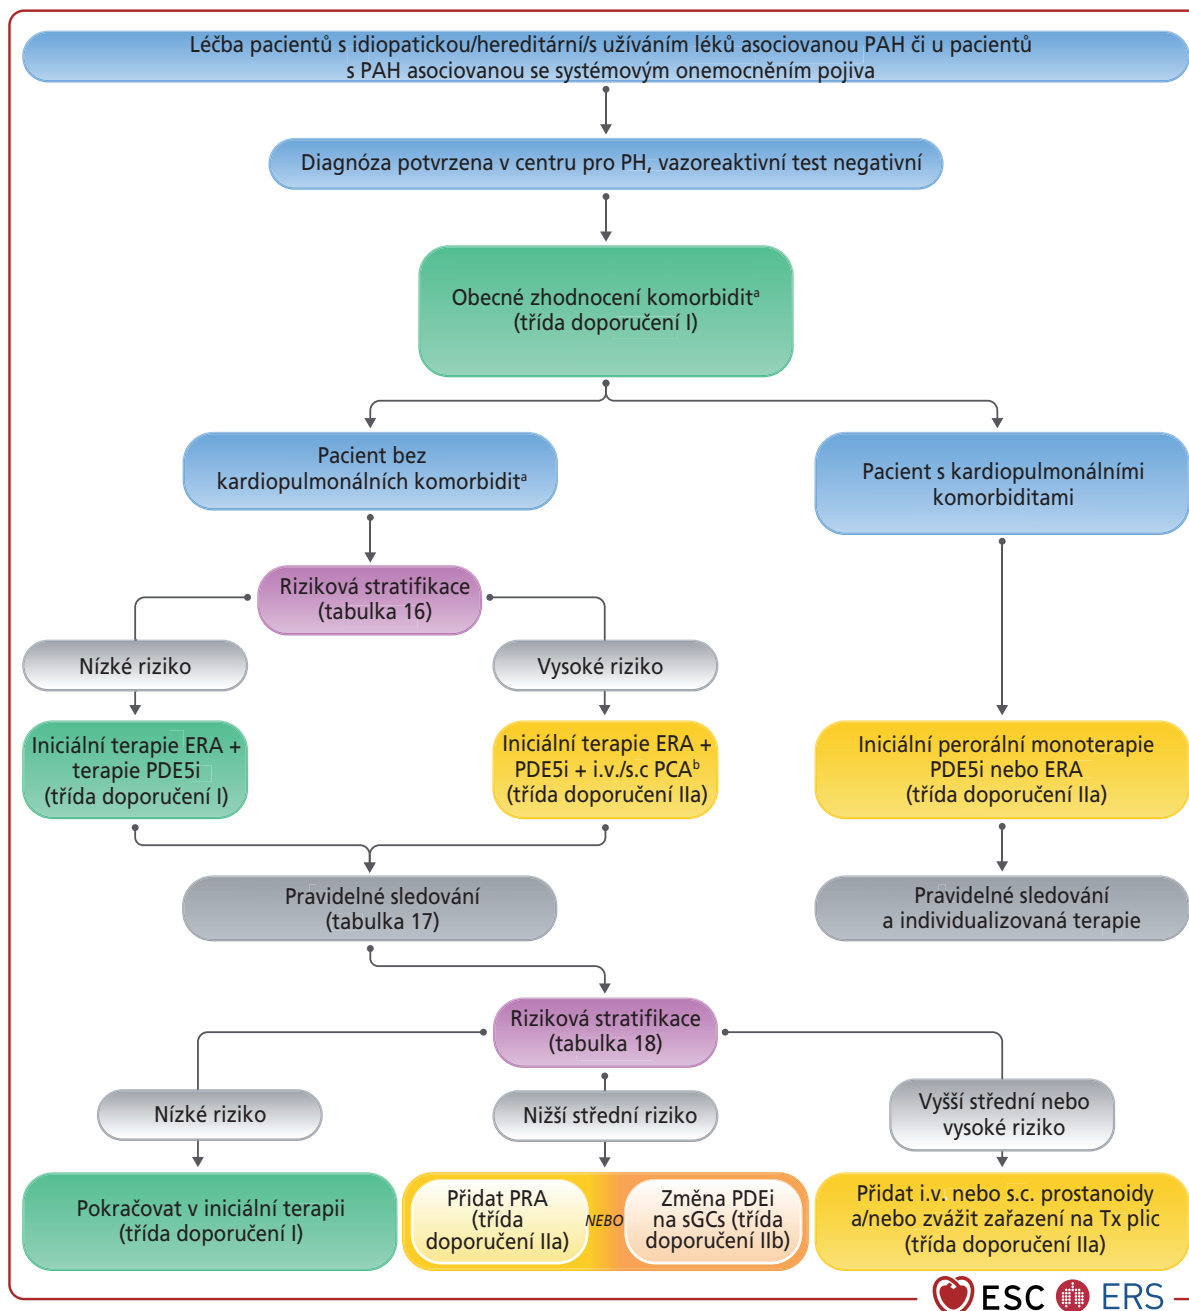 Léčba pacientů s idiopatickou/hereditární/s užíváním léků asociovanou PAH či u pacientů
s PAH asociovanou se systémovým onemocněním pojiva
Diagnóza potvrzena v centru pro PH, vazoreaktivní test negativní
Obecné zhodnocení komorbiditᵃ
(třída doporučení I)
Pacient bez
kardiopulmonálních komorbiditᵃ
Pacient s kardiopulmonálními
komorbiditami
Riziková stratifikace
(tabulka 16)
Nízké riziko
Vysoké riziko
Iniciální terapie ERA +
terapie PDE5i
(třída doporučení I)
Iniciální terapie ERA +
PDE5i + i.v./s.c PCAᵇ
(třída doporučení IIa)
Iniciální perorální monoterapie
PDE5i nebo ERA
(třída doporučení IIa)
Pravidelné sledování
(tabulka 17)
Pravidelné sledování
a individualizovaná terapie
Riziková stratifikace
(tabulka 18)
Nízké riziko
Nižší střední riziko
Vyšší střední nebo
vysoké riziko
Pokračovat v iniciální terapii
(třída doporučení I)
Přidat PRA
(třída
doporučení IIa)
NEBO
Změna PDEi
na sGCs (třída
doporučení IIb)
Přidat i.v. nebo s.c. prostanoidy
a/nebo zvážit zařazení na Tx plic
(třída doporučení IIa)
ESC ERS